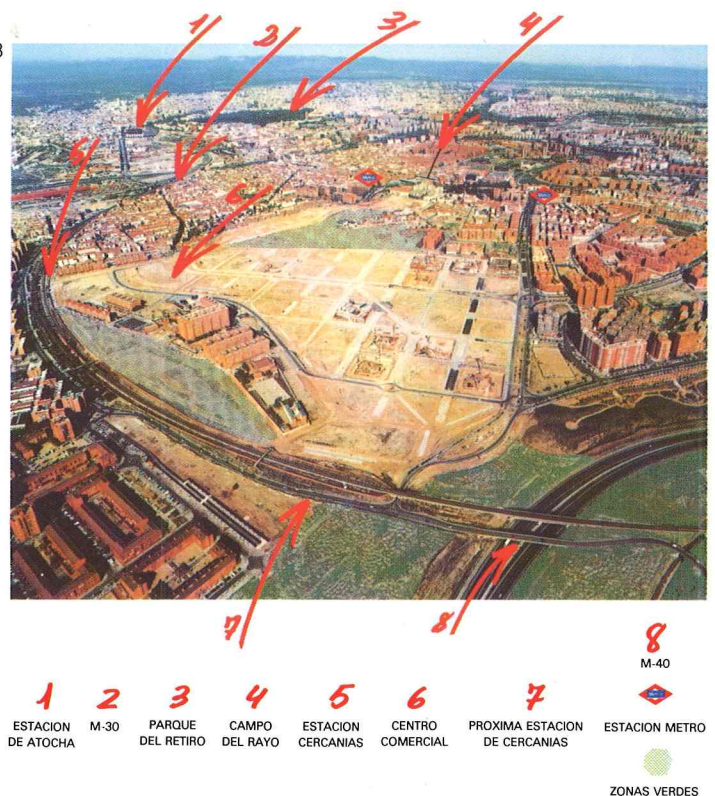 1
2
3
4
5
6
7
8
8
M-40
1
2
3
4
5
6
7
ESTACION
DE ATOCHA
M-30
PARQUE
DEL RETIRO
CAMPO
DEL RAYO
ESTACION
CERCANIAS
CENTRO
COMERCIAL
PROXIMA ESTACION
DE CERCANIAS
ESTACION METRO
ZONAS VERDES